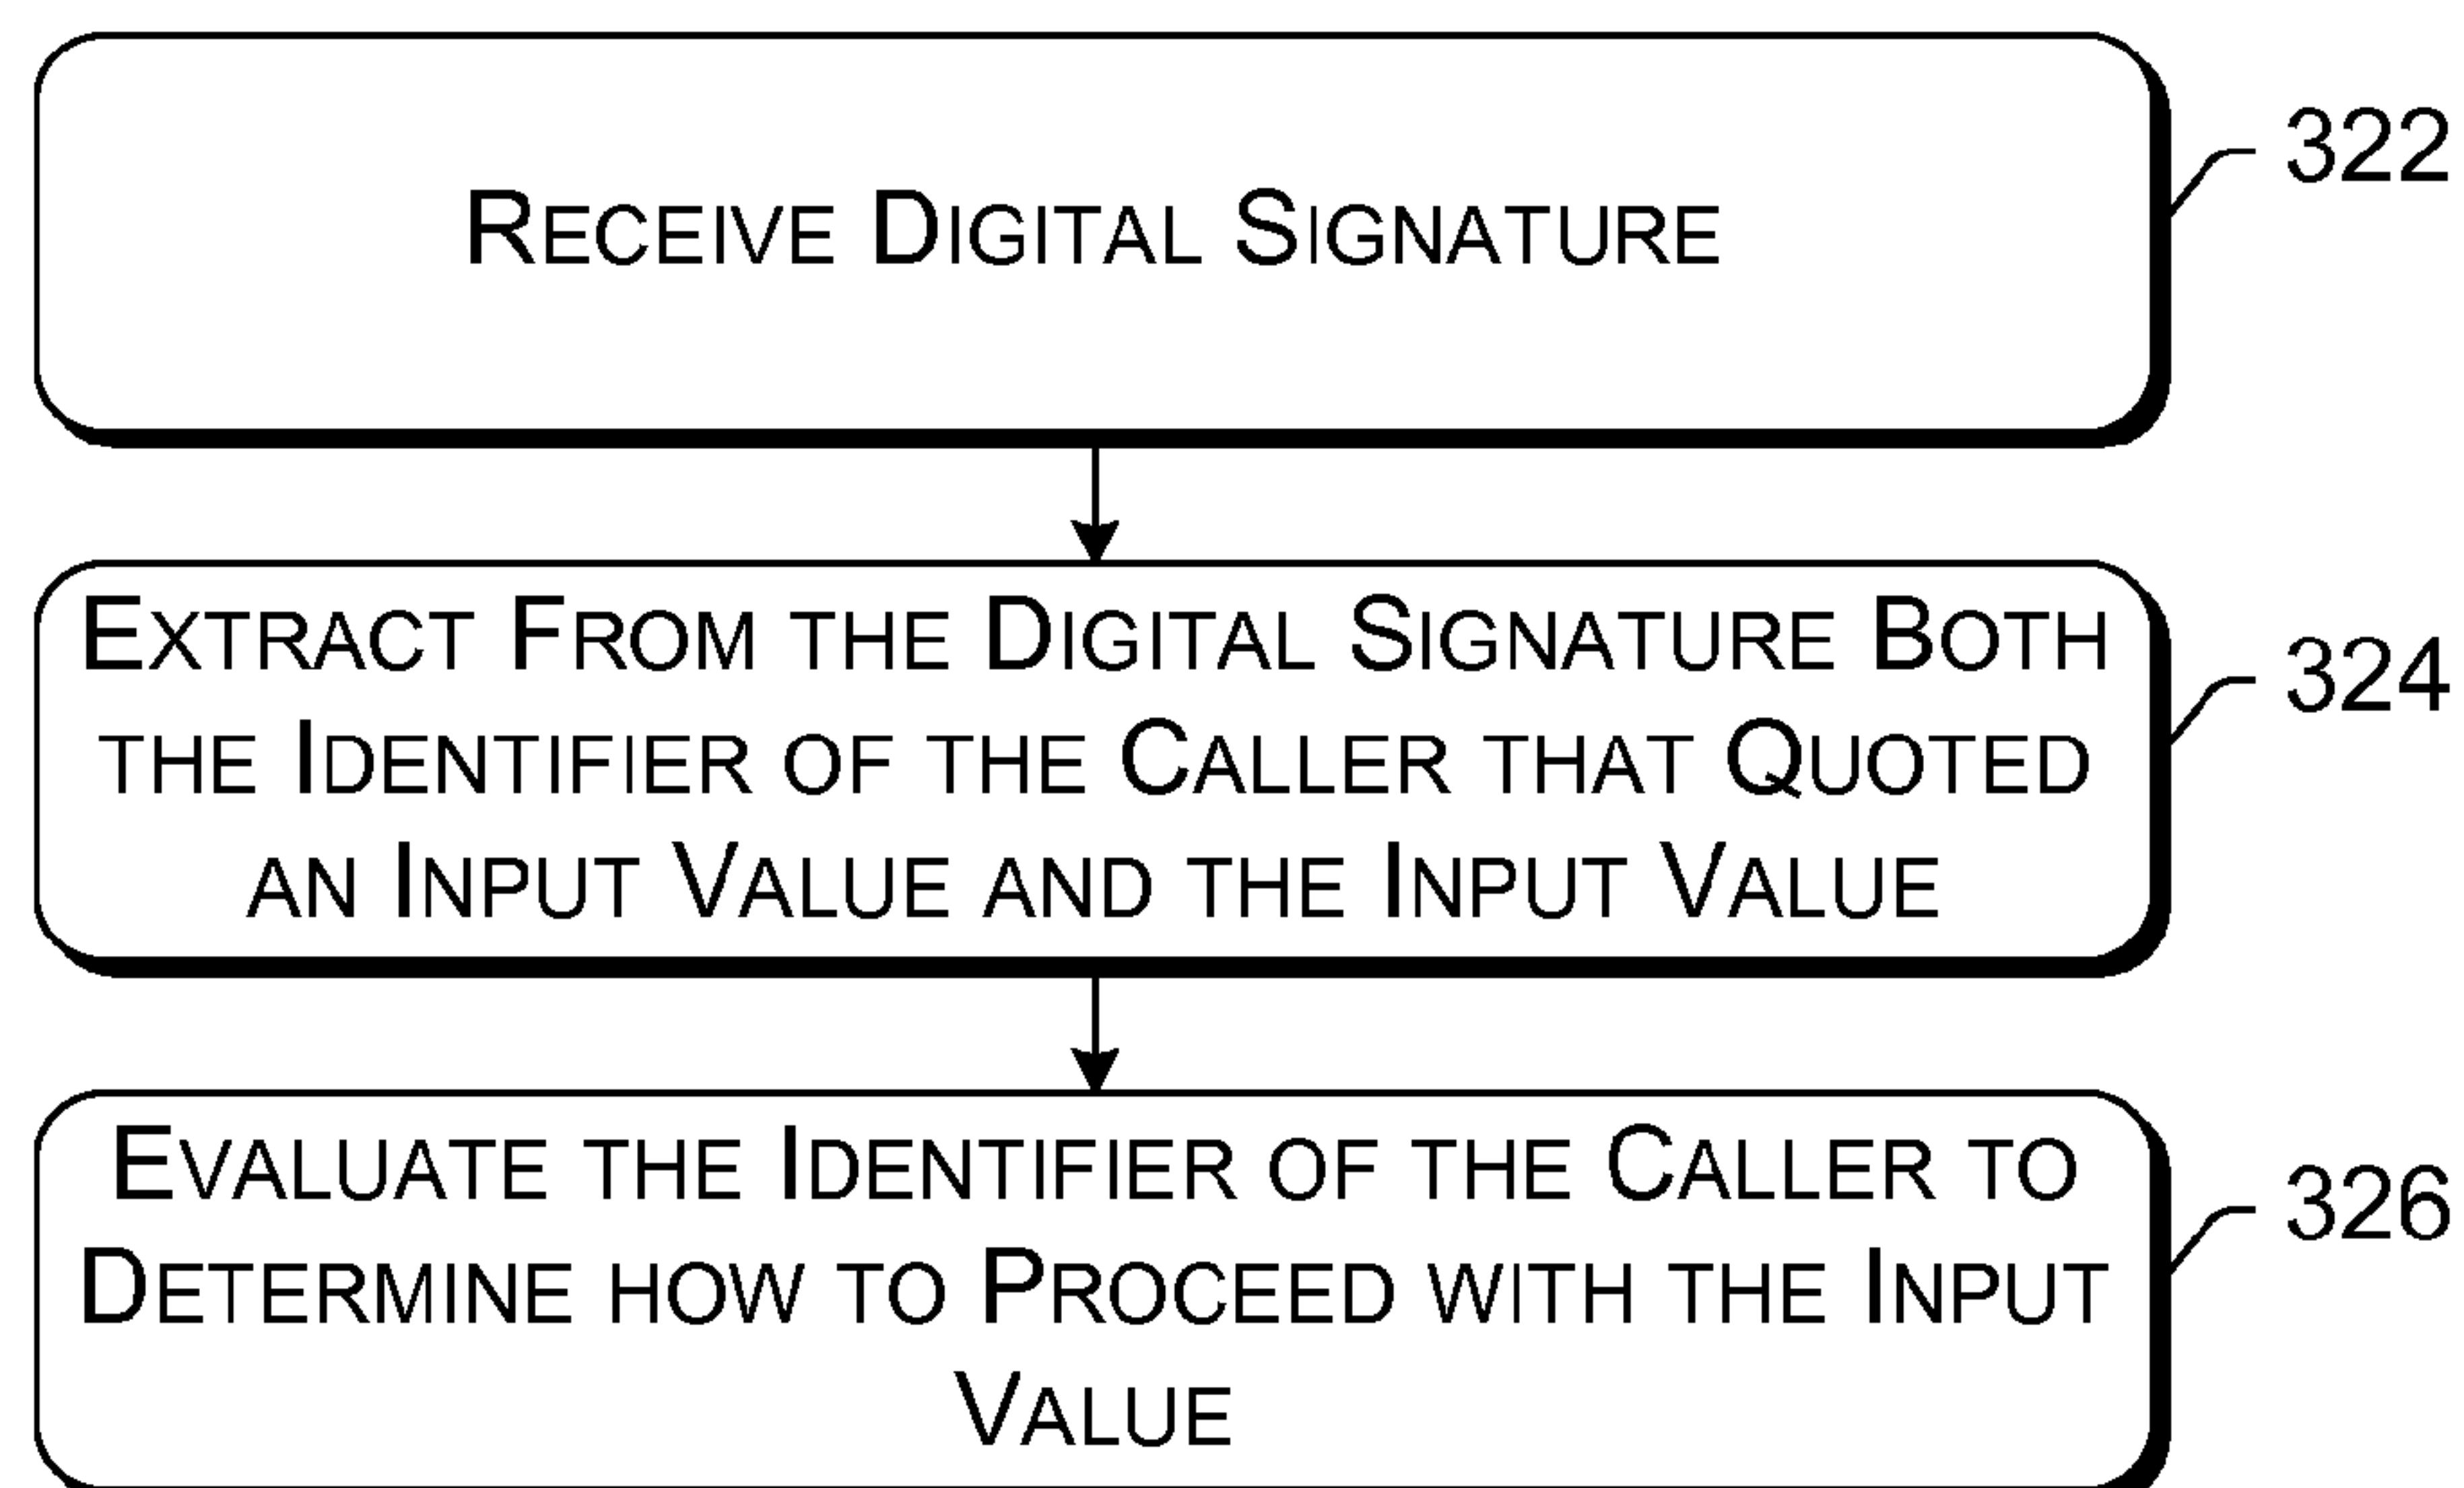 RECEIVE DIGITAL SIGNATURE
322
EXTRACT FROM THE DIGITAL SIGNATURE BOTH
THE IDENTIFIER OF THE CALLER THAT QUOTED
AN INPUT VALUE AND THE INPUT VALUE
324
EVALUATE THE IDENTIFIER OF THE CALLER TO
DETERMINE HOW TO PROCEED WITH THE INPUT
VALUE
326